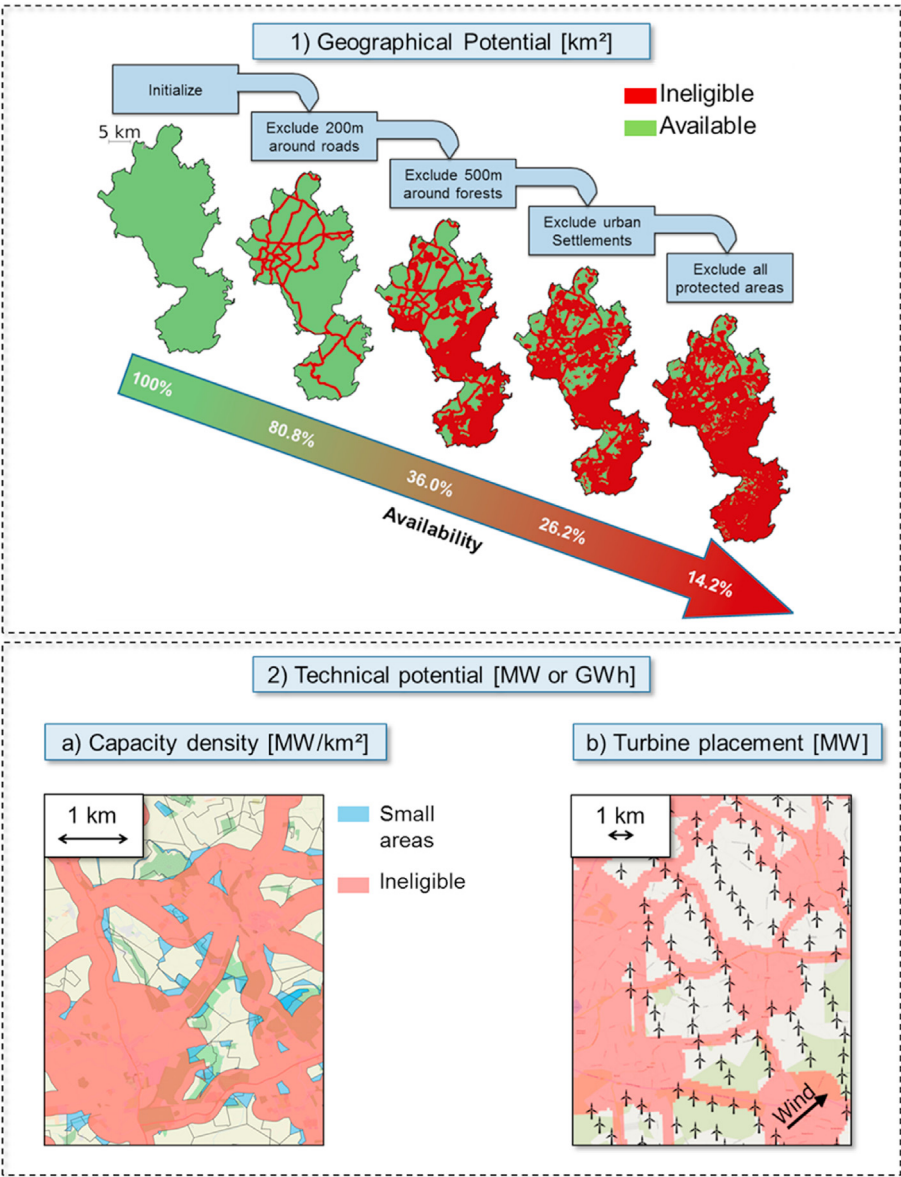 1) Geographical Potential [km²]
Initialize
Ineligible
Available
5 km
Exclude 200m
around roads
Exclude 500m
around forests
Exclude urban
Settlements
Exclude all
protected areas
100%
80.8%
36.0%
26.2%
14.2%
Availability
2) Technical potential [MW or GWh]
a) Capacity density [MW/km²]
b) Turbine placement [MW]
1 km
Small
areas
Ineligible
1 km
Wind